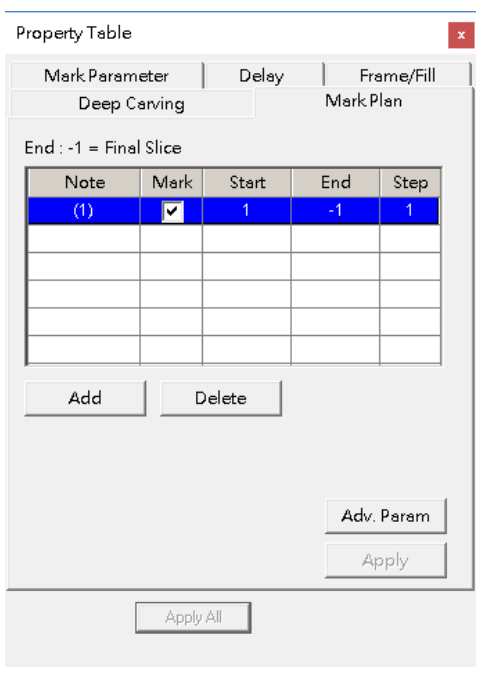 Property Table x
Mark Parameter Delay Frame/Fill
Deep Carving Mark Plan
End : -1 = Final Slice
Note Mark Start End Step
(1) 1 -1 1
Add Delete
Adv. Param
Apply
Apply All